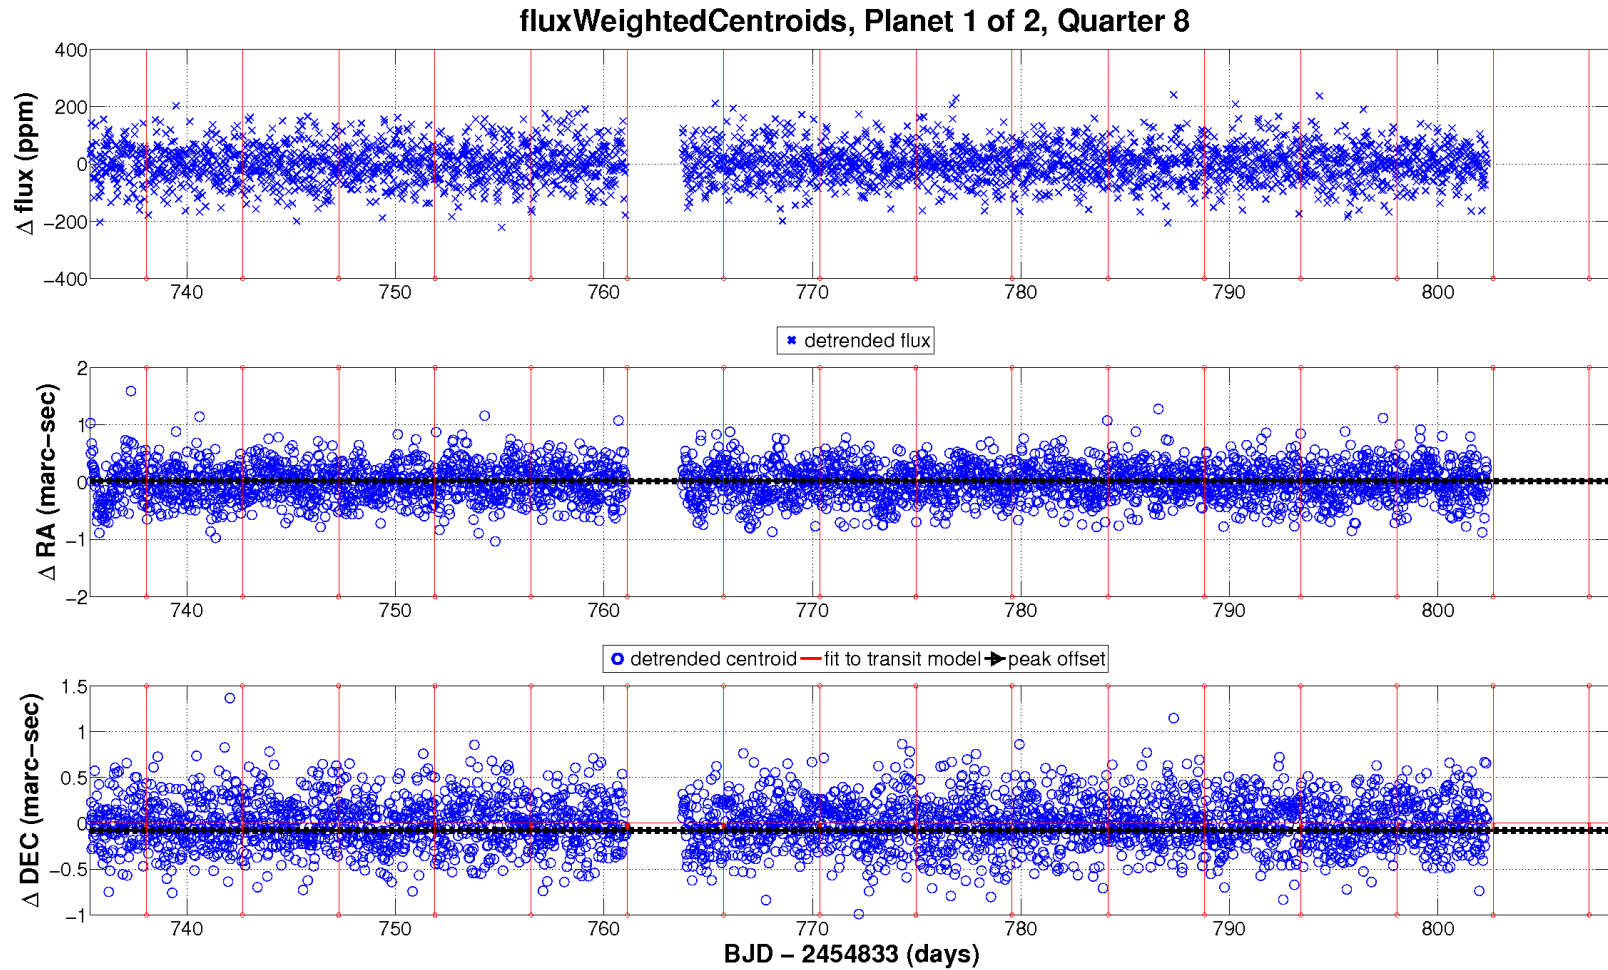 fluxWeightedCentroids, Planet 1 of 2, Quarter 8
Δ flux (ppm)
400
200
0
−200
−400
740 750 760 770 780 790 800
detrended flux
Δ RA (marc−sec)
2
1
0
−1
−2
740 750 760 770 780 790 800
detrended centroid fit to transit model peak offset
Δ DEC (marc−sec)
1.5
1
0.5
0
−0.5
−1
740 750 760 770 780 790 800
BJD − 2454833 (days)